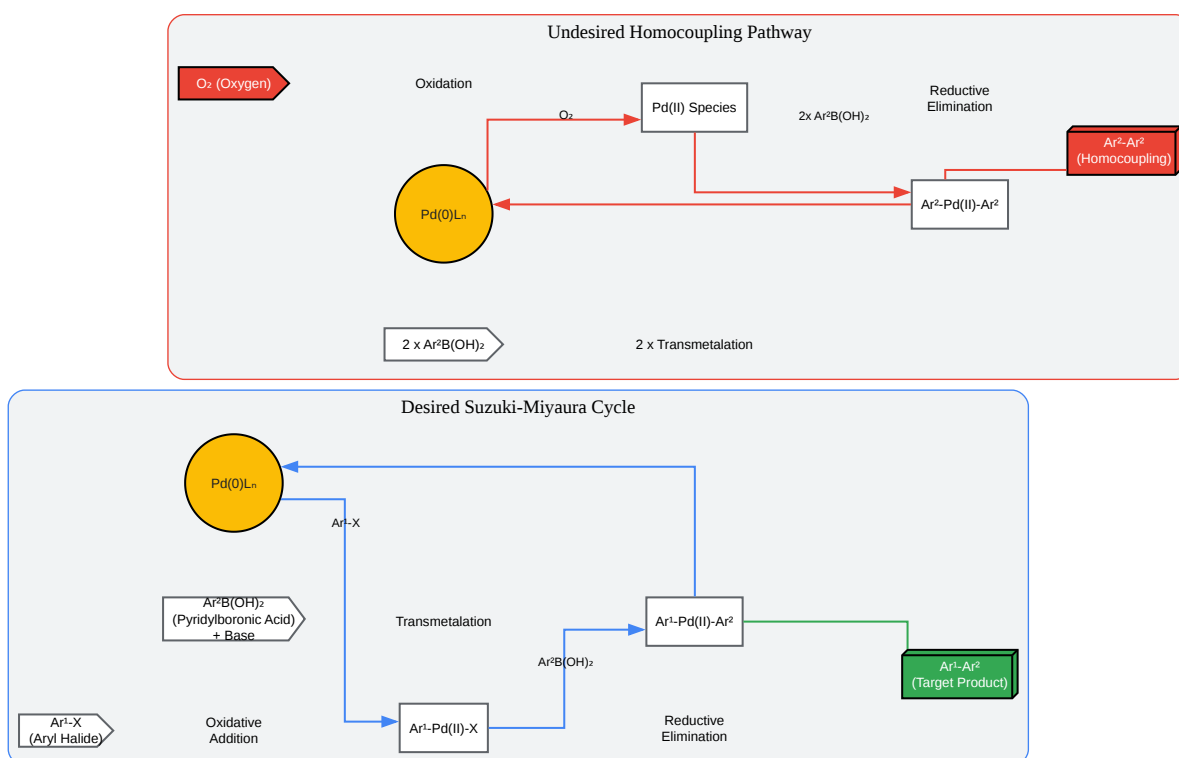 Undesired Homocoupling Pathway
O₂ (Oxygen)
Oxidation
Reductive
Elimination
Pd(II) Species
O₂
2x Ar²B(OH)₂
Ar²-Ar²
(Homocoupling)
Pd(0)Lₙ
Ar²-Pd(II)-Ar²
2 x Ar²B(OH)₂
2 x Transmetalation
Desired Suzuki-Miyaura Cycle
Pd(0)Lₙ
Ar¹-X
Ar²B(OH)₂
(Pyridylboronic Acid)
+ Base
Transmetalation
Ar¹-Pd(II)-Ar²
Ar²B(OH)₂
Ar¹-Ar²
(Target Product)
Ar¹-X
(Aryl Halide)
Oxidative
Addition
Ar¹-Pd(II)-X
Reductive
Elimination